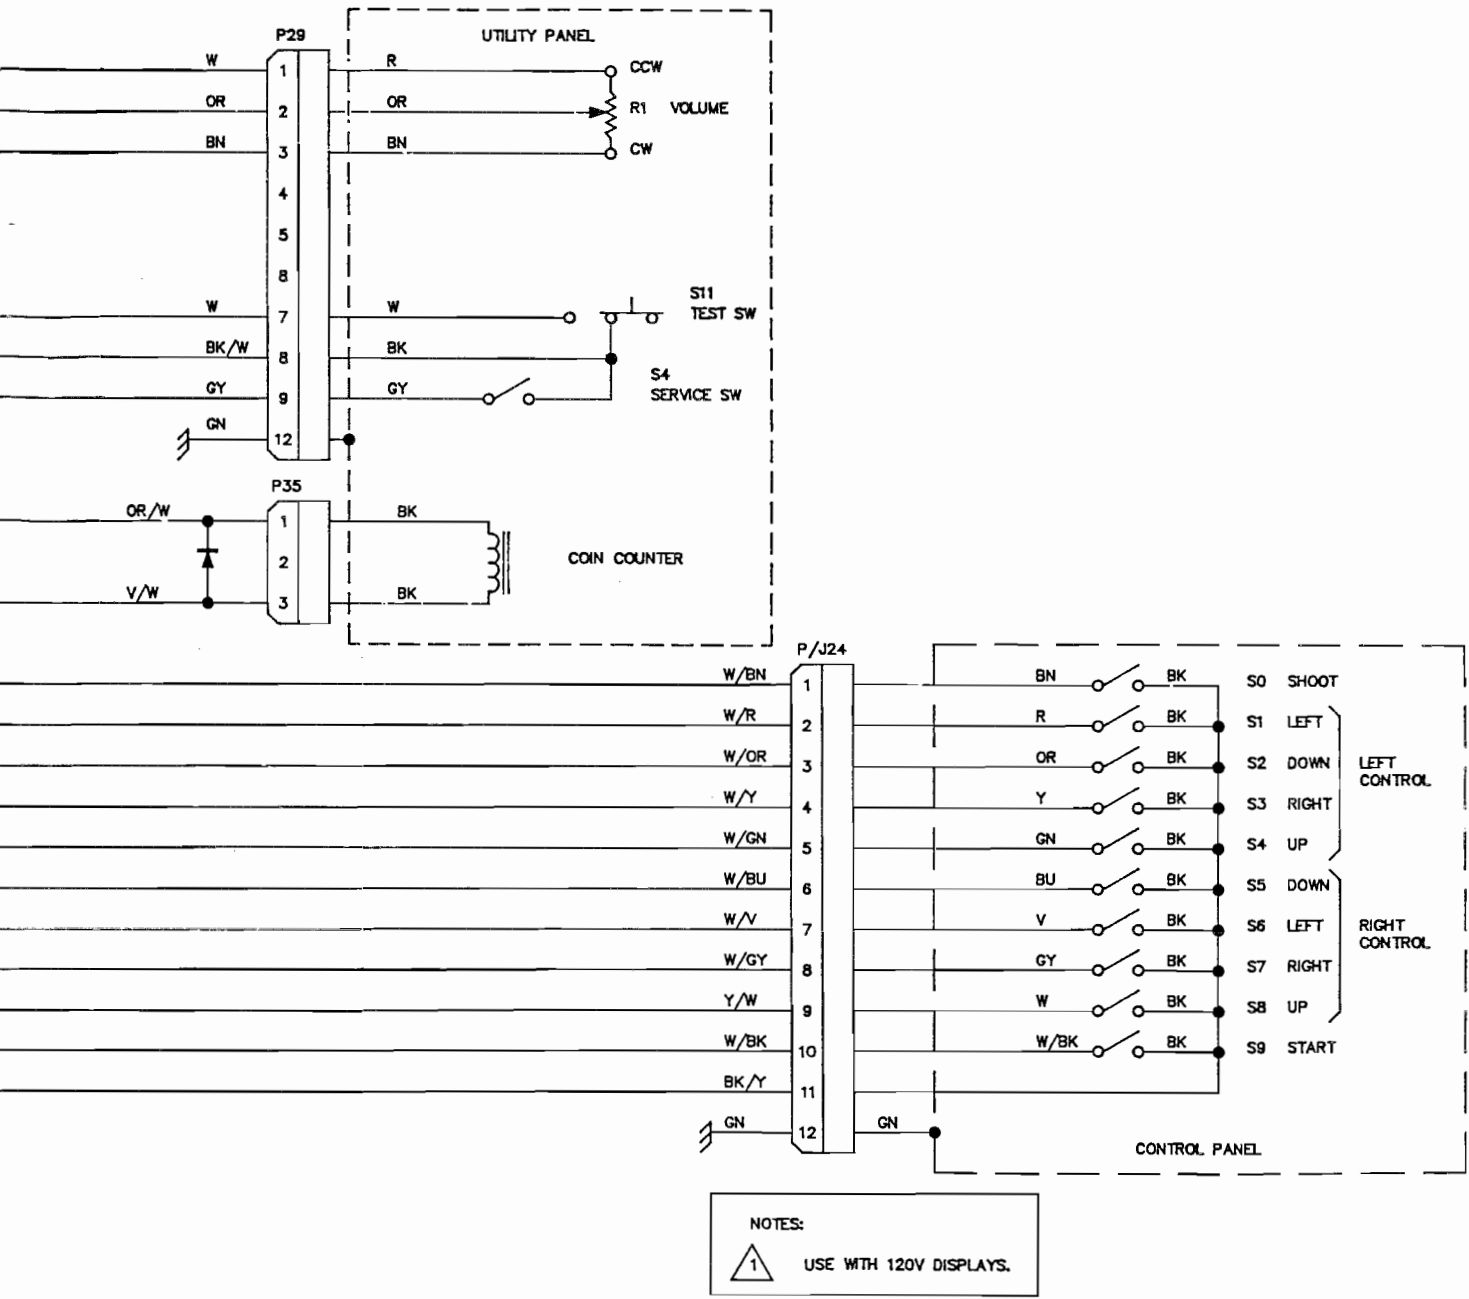 P29
UTILITY PANEL
W 1 R CCW
OR 2 OR R1 VOLUME
BN 3 BN CW
4
5
8
S11
W 7 W TEST SW
BK/W 8 BK
S4
GY 9 GY SERVICE SW
GN 12
P35
OR/W 1 BK
2 COIN COUNTER
V/W 3 BK
P/J24
W/BN 1 BN BK S0 SHOOT
W/R 2 R BK S1 LEFT
W/OR 3 OR BK S2 DOWN LEFT
CONTROL
W/Y 4 Y BK S3 RIGHT
W/GN 5 GN BK S4 UP
W/BU 6 BU BK S5 DOWN
W/V 7 V BK S6 LEFT RIGHT
CONTROL
W/GY 8 GY BK S7 RIGHT
Y/W 9 W BK S8 UP
W/BK 10 W/BK BK S9 START
BK/Y 11
GN 12 GN
CONTROL PANEL
NOTES:
1 USE WITH 120V DISPLAYS.